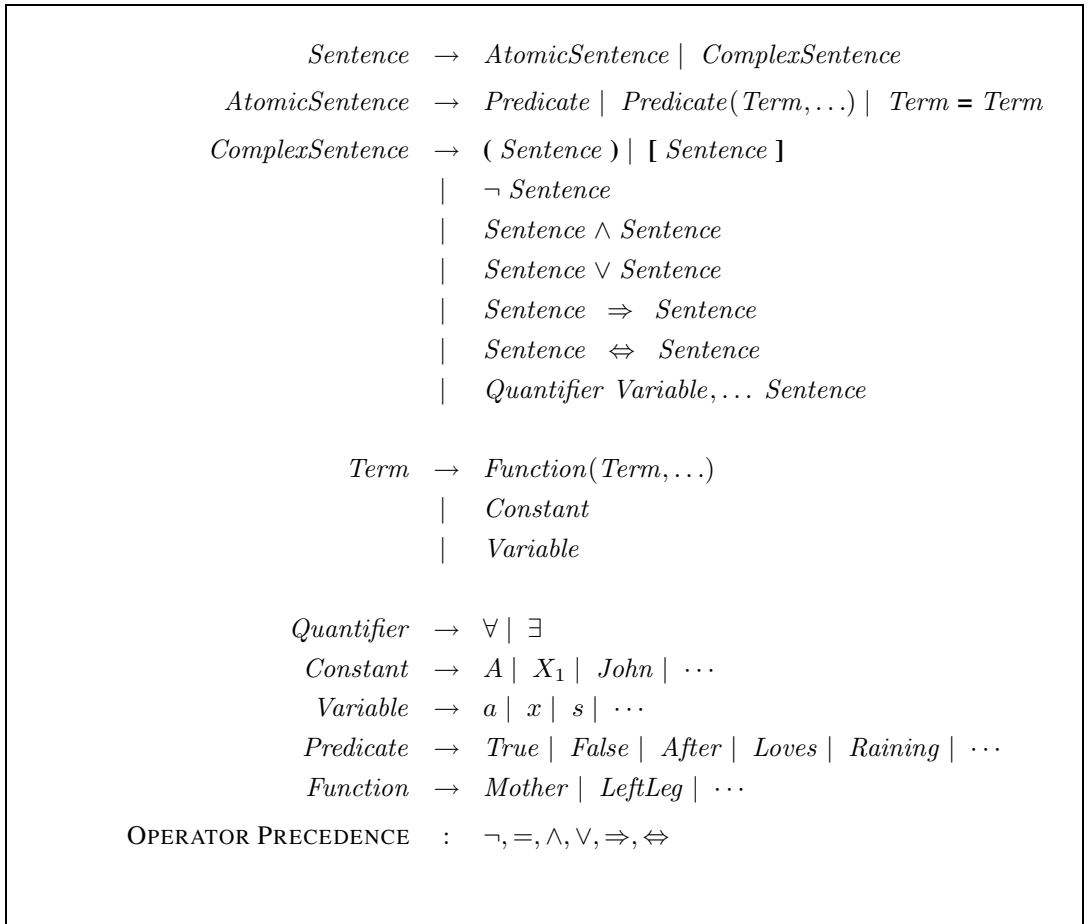 Sentence → AtomicSentence | ComplexSentence
AtomicSentence → Predicate | Predicate(Term,...) | Term = Term
ComplexSentence → ( Sentence ) | [ Sentence ]
| ¬ Sentence
| Sentence ∧ Sentence
| Sentence ∨ Sentence
| Sentence ⇒ Sentence
| Sentence ⇔ Sentence
| Quantifier Variable,... Sentence
Term → Function(Term,...)
| Constant
| Variable
Quantifier → ∀ | ∃
Constant → A | X₁ | John | ···
Variable → a | x | s | ···
Predicate → True | False | After | Loves | Raining | ···
Function → Mother | LeftLeg | ···
OPERATOR PRECEDENCE : ¬, =, ∧, ∨, ⇒, ⇔